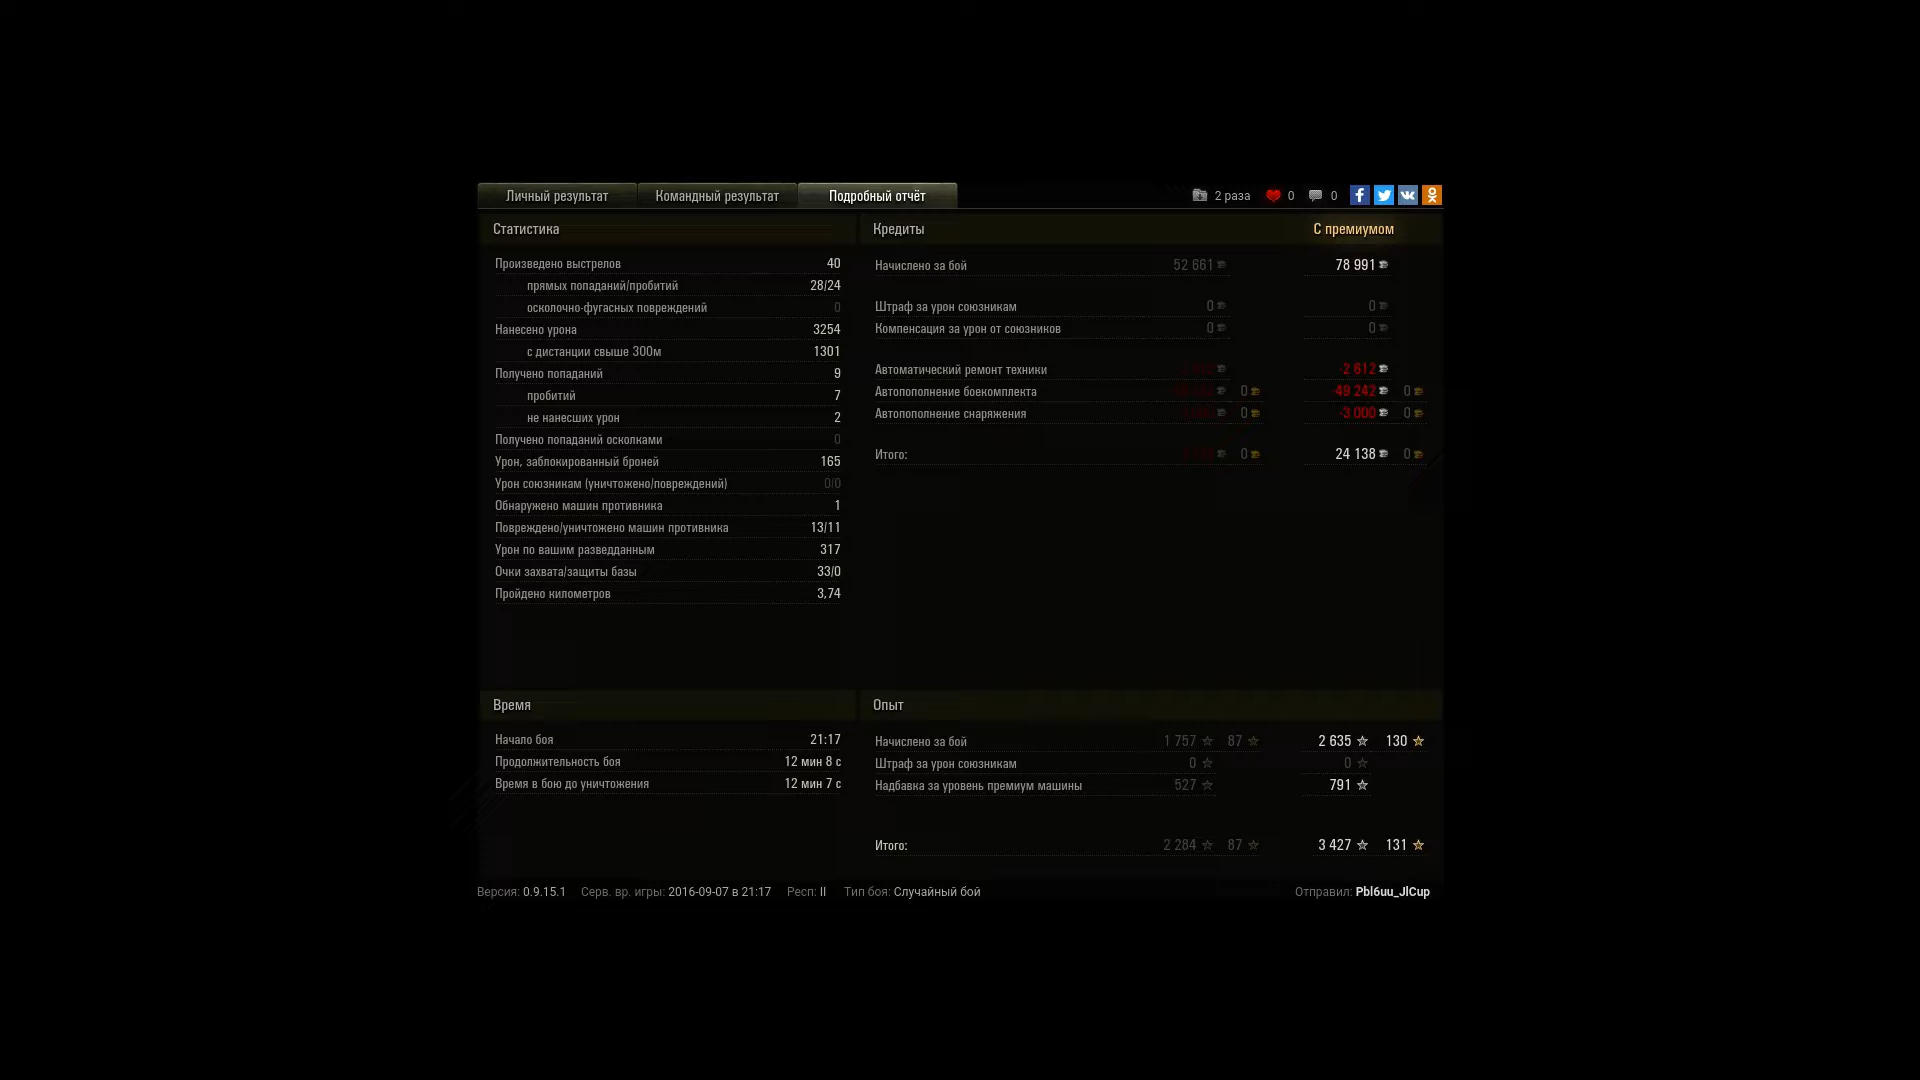 Личный результат Командный результат Подробный отчёт 2 раза 0 0
Статистика
Произведено выстрелов 40
прямых попаданий/пробитий 28/24
осколочно-фугасных повреждений 0
Нанесено урона 3254
с дистанции свыше 300м 1301
Получено попаданий 9
пробитий 7
не нанесших урон 2
Получено попаданий осколками 0
Урон, заблокированный броней 165
Урон союзникам (уничтожено/повреждений) 0/0
Обнаружено машин противника 1
Повреждено/уничтожено машин противника 13/11
Урон по вашим разведданным 317
Очки захвата/защиты базы 33/0
Пройдено километров 3,74
Кредиты С премиумом
Начислено за бой 52 661 78 991
Штраф за урон союзникам 0 0
Компенсация за урон от союзников 0 0
Автоматический ремонт техники -2 612
Автопополнение боекомплекта 0 -49 242 0
Автопополнение снаряжения 0 -3 000 0
Итого: 0 24 138 0
Время
Начало боя 21:17
Продолжительность боя 12 мин 8 с
Время в бою до уничтожения 12 мин 7 с
Опыт
Начислено за бой 1 757 87 2 635 130
Штраф за урон союзникам 0 0
Надбавка за уровень премиум машины 527 791
Итого: 2 284 87 3 427 131
Версия: 0.9.15.1 Серв. вр. игры: 2016-09-07 в 21:17 Респ: II Тип боя: Случайный бой Отправил: Pbl6uu_JlCup